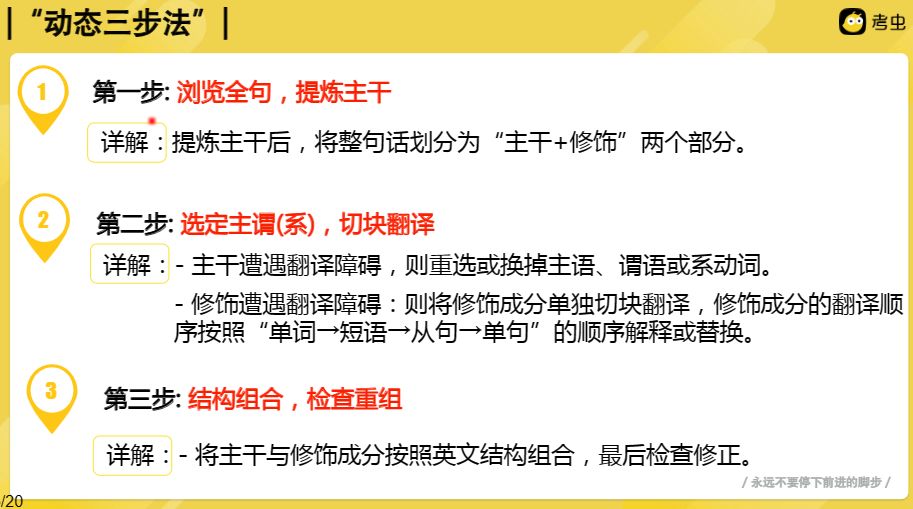 |“动态三步法”|
考虫
1
第一步: 浏览全句，提炼主干
详解：提炼主干后，将整句话划分为“主干+修饰”两个部分。
2
第二步: 选定主谓(系)，切块翻译
详解：- 主干遭遇翻译障碍，则重选或换掉主语、谓语或系动词。
- 修饰遭遇翻译障碍：则将修饰成分单独切块翻译，修饰成分的翻译顺
序按照“单词→短语→从句→单句”的顺序解释或替换。
3
第三步: 结构组合，检查重组
详解：- 将主干与修饰成分按照英文结构组合，最后检查修正。
/ 永远不要停下前进的脚步 /
/20